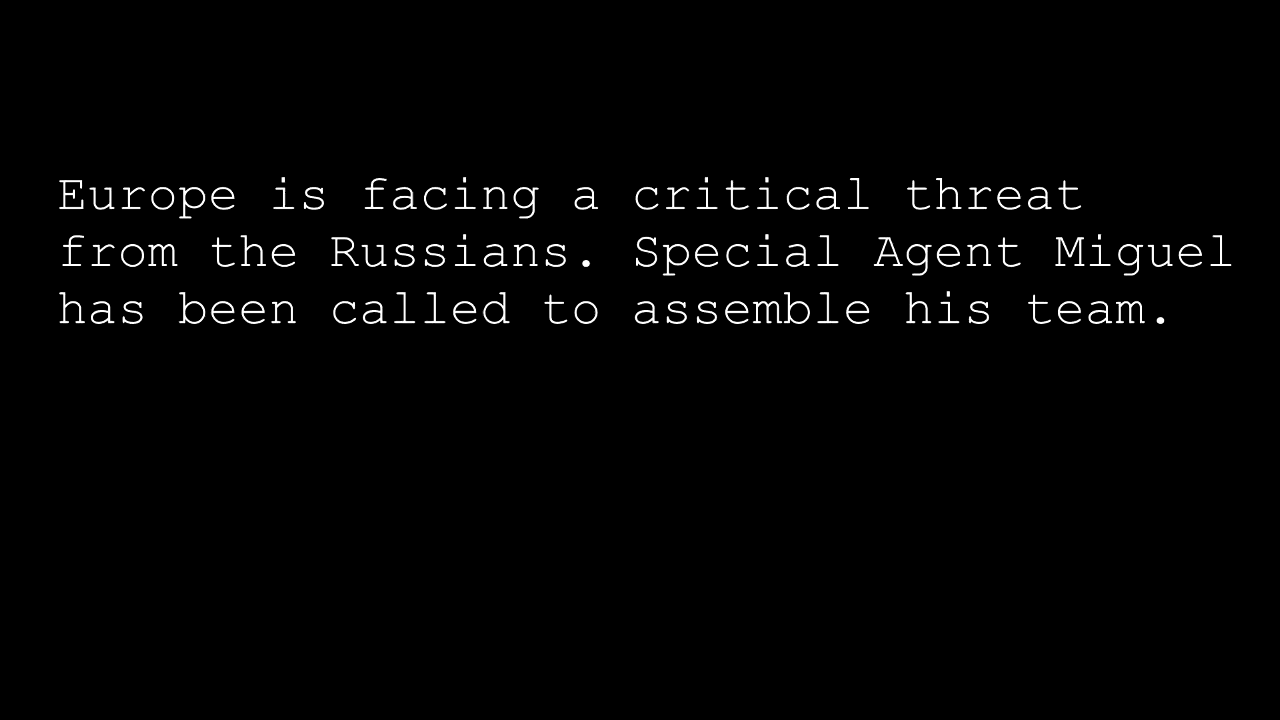 Europe is facing a critical threat
from the Russians. Special Agent Miguel
has been called to assemble his team.